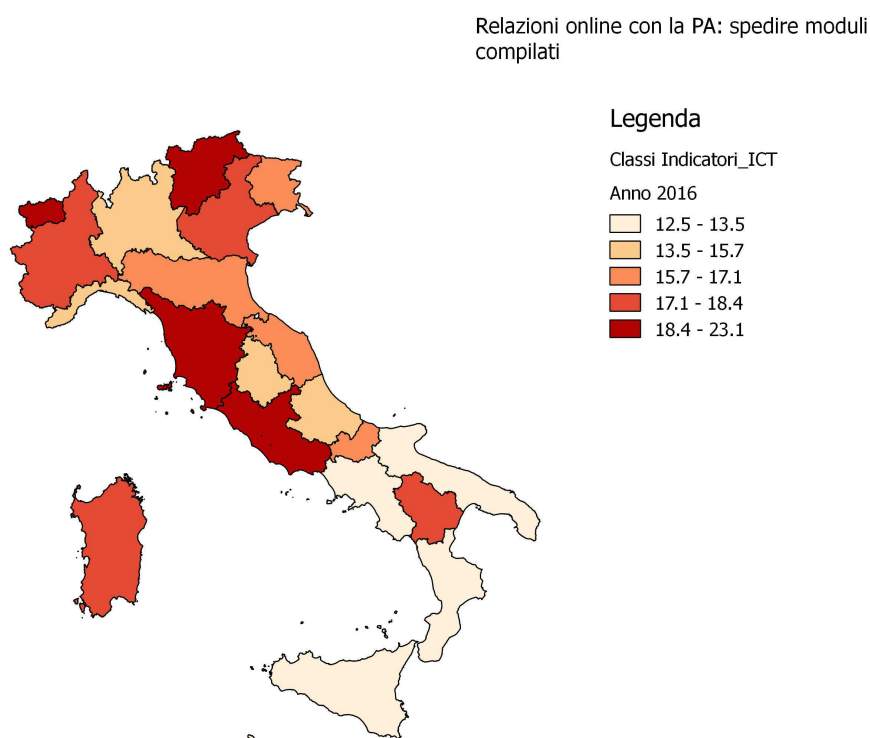 Relazioni online con la PA: spedire moduli
compilati
Legenda
Classi Indicatori_ICT
Anno 2016
12.5 - 13.5
13.5 - 15.7
15.7 - 17.1
17.1 - 18.4
18.4 - 23.1